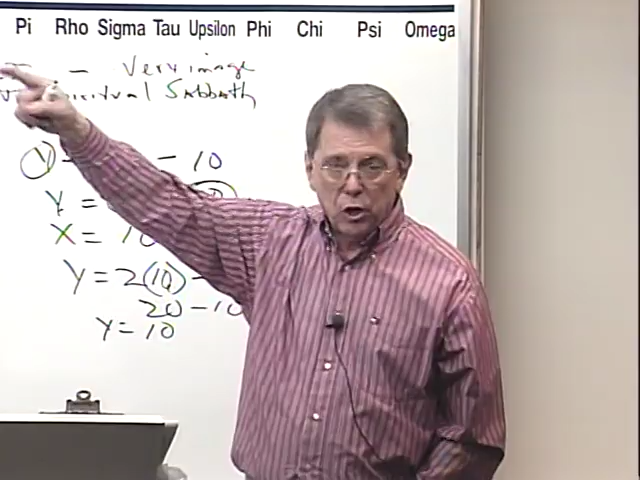 Pi Rho Sigma Tau Upsilon Phi Chi Psi Omega
- Very image
Spiritual Sabbath
Y - 10
Y =
X = 10
Y = 2(10) -
20 - 10
Y = 10